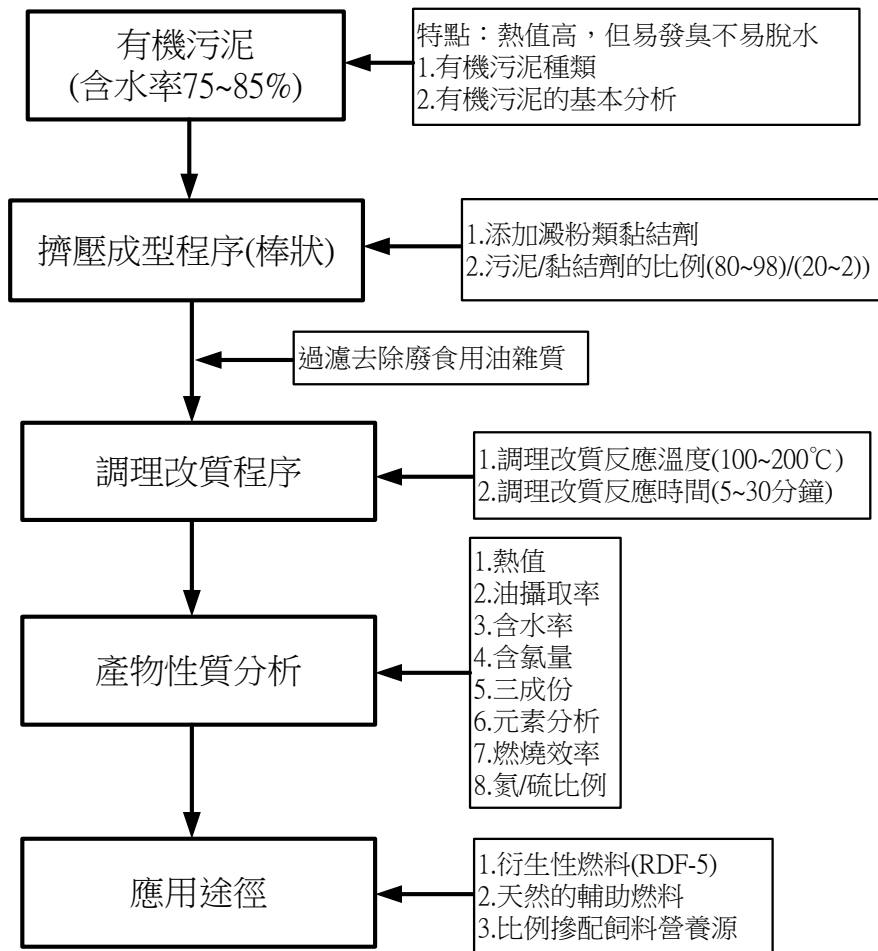 有機污泥
(含水率75~85%)
特點：熱值高，但易發臭不易脫水
1.有機污泥種類
2.有機污泥的基本分析
擠壓成型程序(棒狀)
1.添加澱粉類黏結劑
2.污泥/黏結劑的比例(80~98)/(20~2))
過濾去除廢食用油雜質
調理改質程序
1.調理改質反應溫度(100~200℃)
2.調理改質反應時間(5~30分鐘)
產物性質分析
1.熱值
2.油攝取率
3.含水率
4.含氯量
5.三成份
6.元素分析
7.燃燒效率
8.氮/硫比例
應用途徑
1.衍生性燃料(RDF-5)
2.天然的輔助燃料
3.比例摻配飼料營養源